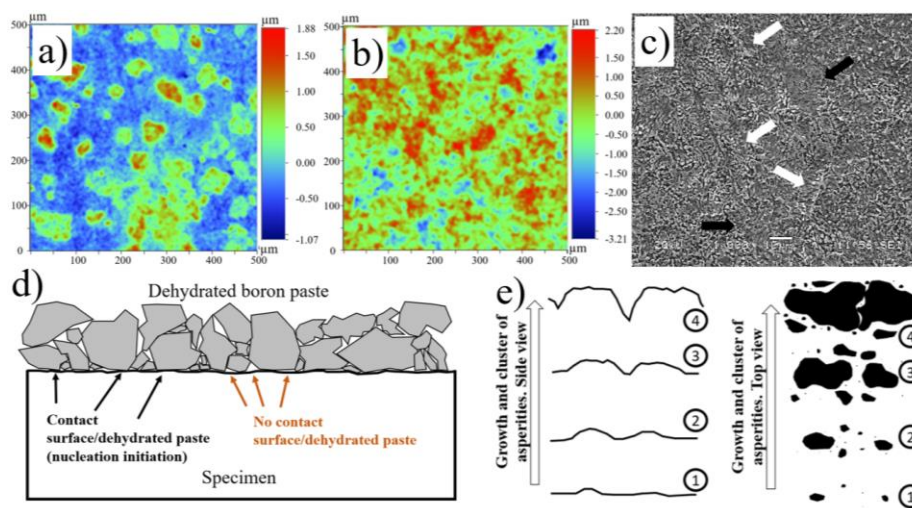 a)
µm
500
400
300
200
100
0
0 100 200 300 400 500
µm
µm
1.88
1.50
1.00
0.50
0.00
-0.50
-1.07
b)
µm
500
400
300
200
100
0
0 100 200 300 400 500
µm
2.20
1.50
1.00
0.50
0.00
-0.50
-1.00
-1.50
-2.00
-2.50
-3.21
µm
c)
d)
Dehydrated boron paste
Contact
surface/dehydrated paste
(nucleation initiation)
No contact
surface/dehydrated paste
Specimen
e)
Growth and cluster of
asperities. Side view
4
3
2
1
Growth and cluster of
asperities. Top view
4
3
2
1